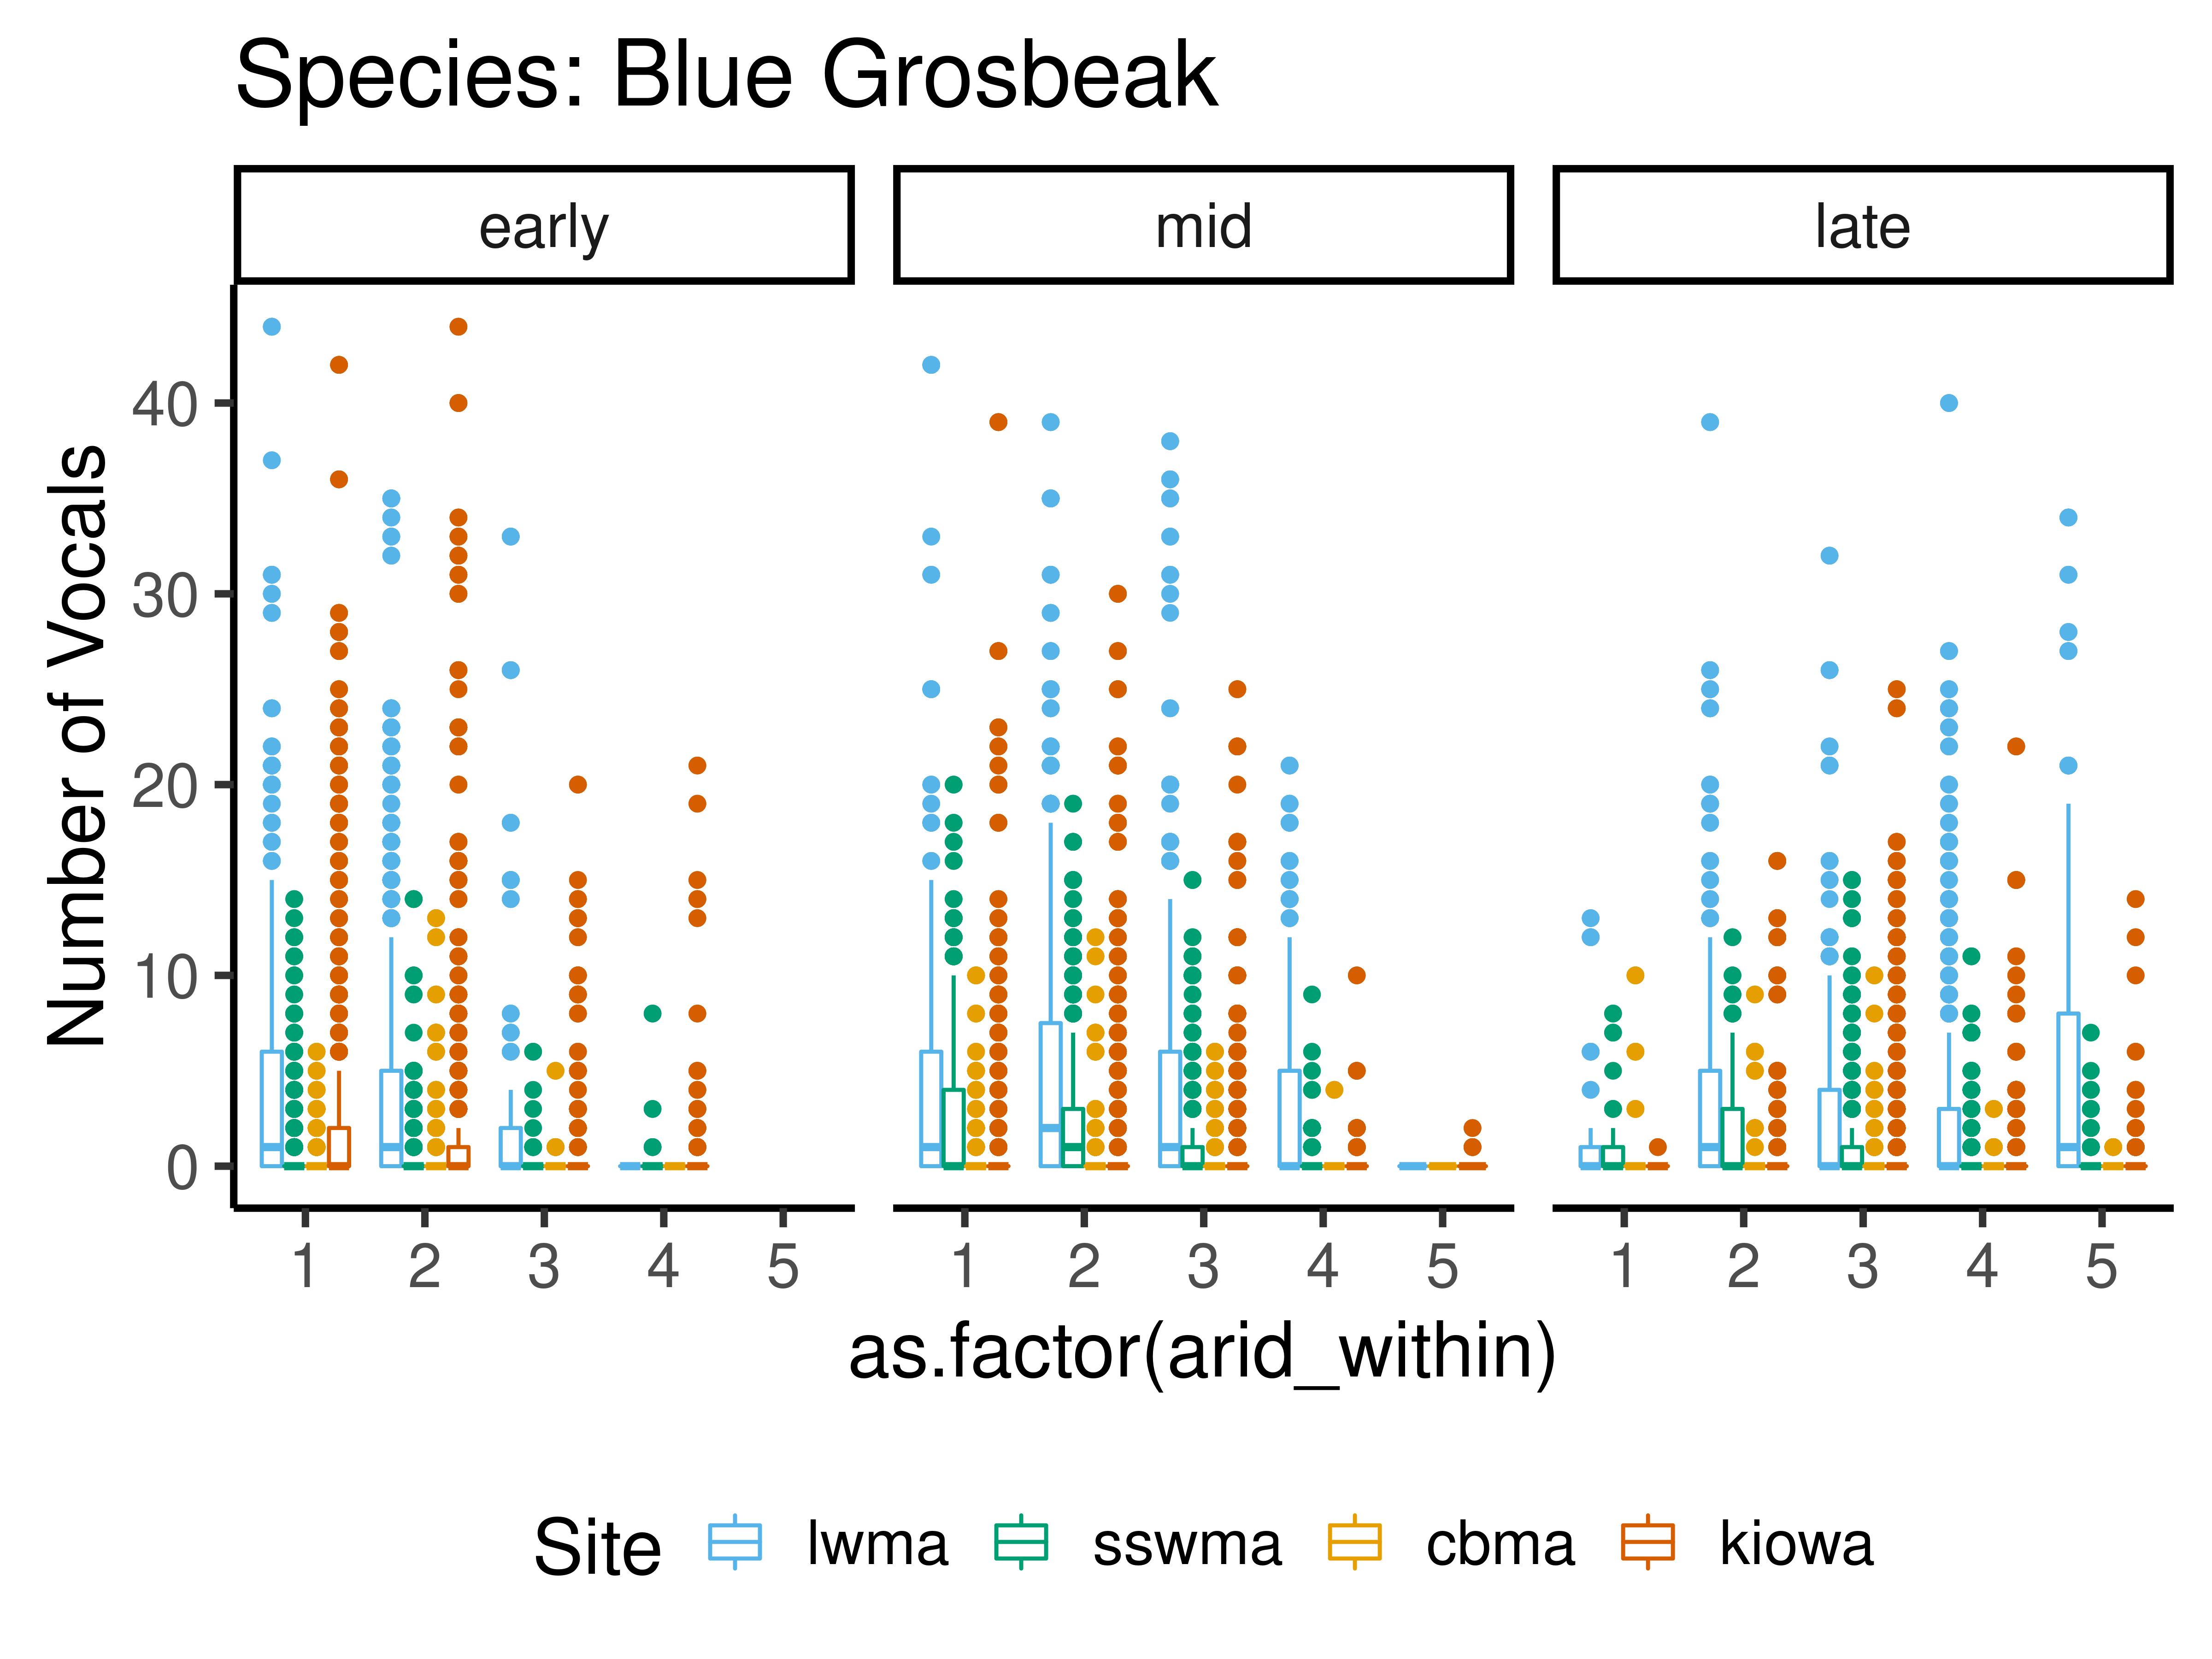 Species: Blue Grosbeak
early mid late
Number of Vocals
40
30
20
10
0
1 2 3 4 5 1 2 3 4 5 1 2 3 4 5
as.factor(arid_within)
Site lwma sswma cbma kiowa